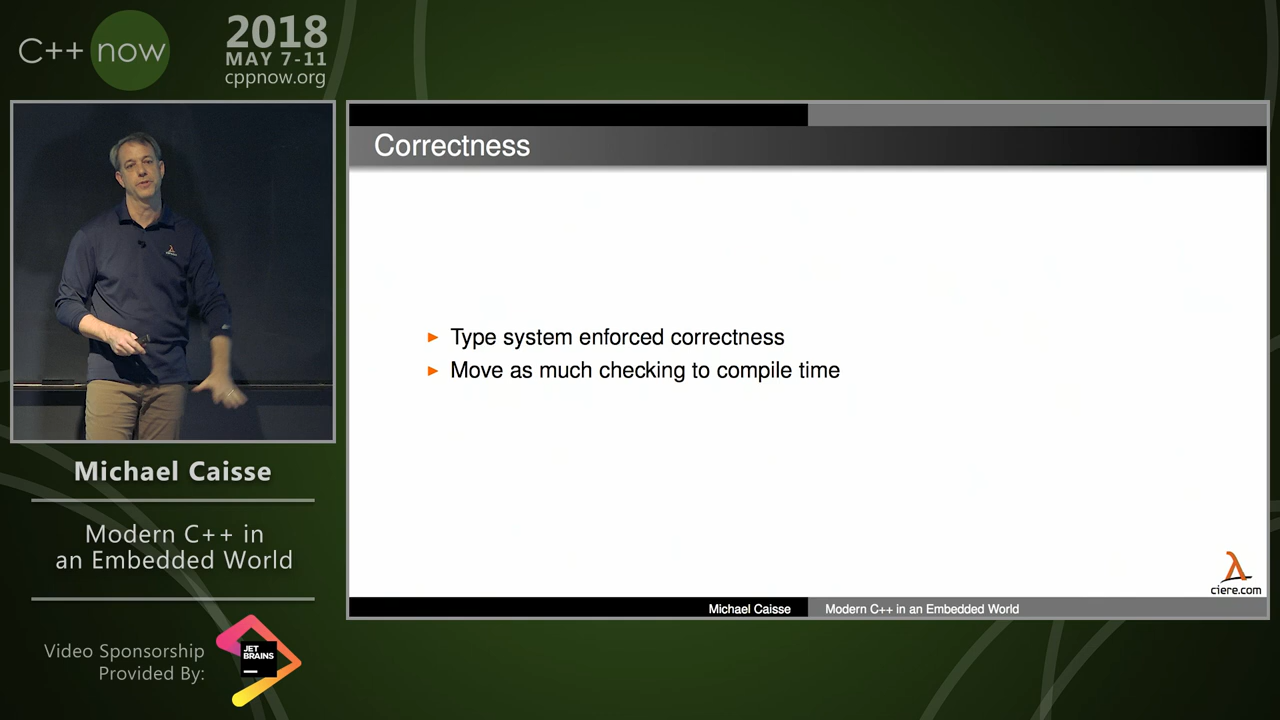 C++ now
2018
MAY 7-11
cppnow.org
Correctness
Type system enforced correctness
Move as much checking to compile time
ciere.com
Michael Caisse
Modern C++ in an Embedded World
Michael Caisse
Modern C++ in
an Embedded World
Video Sponsorship
Provided By:
JET
BRAINS